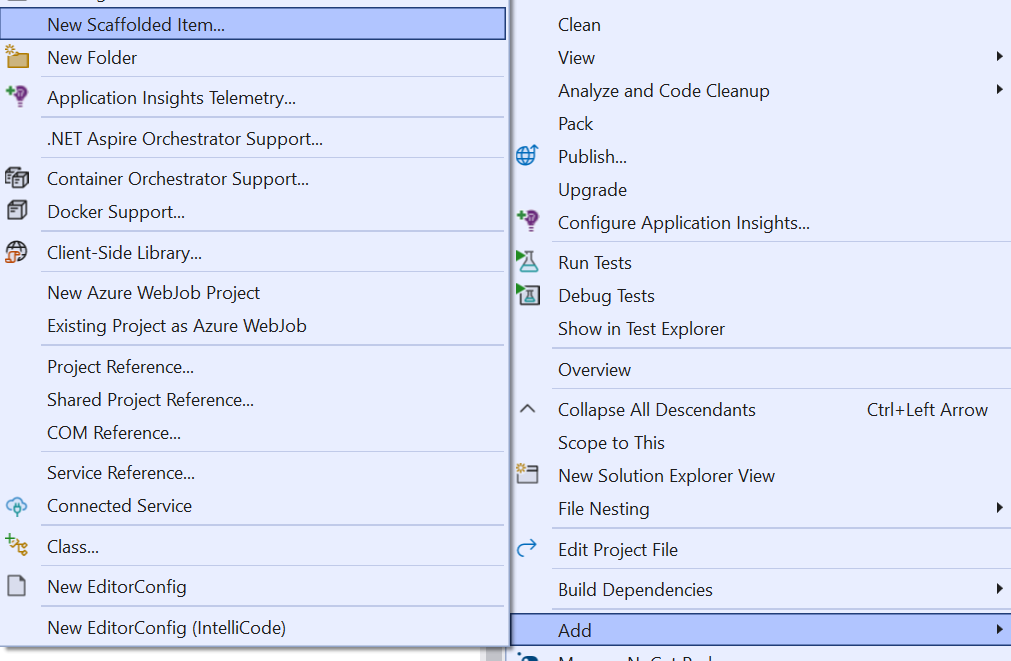 New Scaffolded Item...
New Folder
Application Insights Telemetry...
.NET Aspire Orchestrator Support...
Container Orchestrator Support...
Docker Support...
Client-Side Library...
New Azure WebJob Project
Existing Project as Azure WebJob
Project Reference...
Shared Project Reference...
COM Reference...
Service Reference...
Connected Service
Class...
New EditorConfig
New EditorConfig (IntelliCode)
Clean
View
Analyze and Code Cleanup
Pack
Publish...
Upgrade
Configure Application Insights...
Run Tests
Debug Tests
Show in Test Explorer
Overview
Collapse All Descendants Ctrl+Left Arrow
Scope to This
New Solution Explorer View
File Nesting
Edit Project File
Build Dependencies
Add